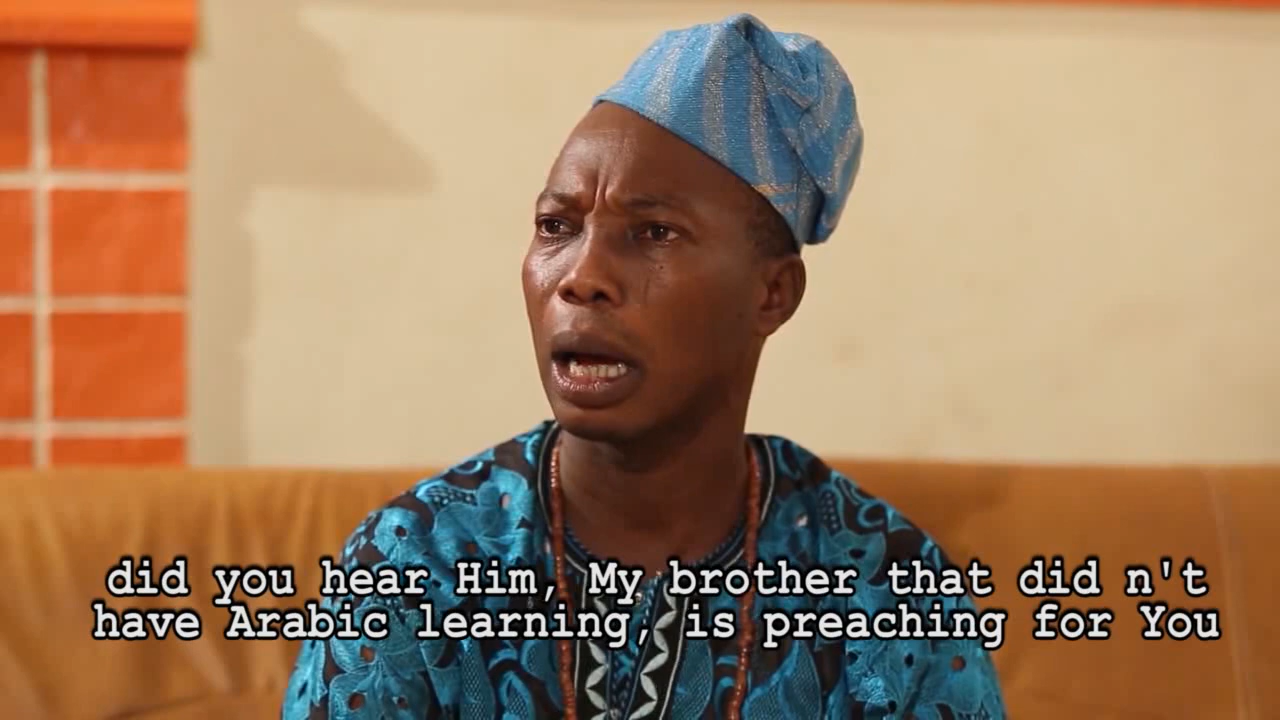 did you hear Him, My brother that did n't
have Arabic learning, is preaching for You